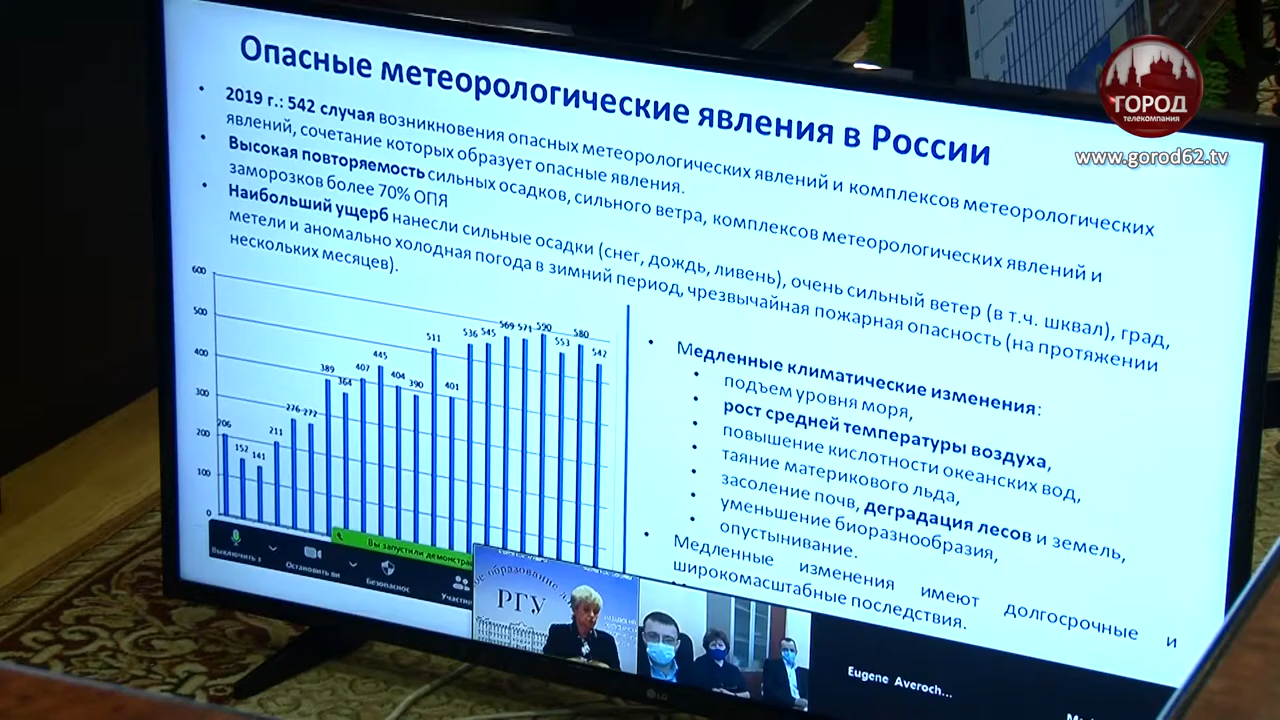 ГОРОД
телекомпания
www.gorod62.tv
Опасные метеорологические явления в России
• 2019 г.: 542 случая возникновения опасных метеорологических явлений и комплексов метеорологических
явлений, сочетание которых образует опасные явления.
• Высокая повторяемость сильных осадков, сильного ветра, комплексов метеорологических явлений и
заморозков более 70% ОПЯ
• Наибольший ущерб нанесли сильные осадки (снег, дождь, ливень), очень сильный ветер (в т.ч. шквал), град,
метели и аномально холодная погода в зимний период, чрезвычайная пожарная опасность (на протяжении
нескольких месяцев).
600
500
400
300
200
100
0
206
152
141
211
276
272
389
364
407
445
404
390
511
401
536
545
569
571
590
553
580
542
• Медленные климатические изменения:
• подъем уровня моря,
• рост средней температуры воздуха,
• повышение кислотности океанских вод,
• таяние материкового льда,
• засоление почв, деградация лесов и земель,
• уменьшение биоразнообразия,
• опустынивание.
• Медленные изменения имеют долгосрочные и
широкомасштабные последствия.
Выключить з
Остановить ви
Безопаснос
Участни
Вы запустили демонстра
образование
РГУ
Eugene Averoch...
LG